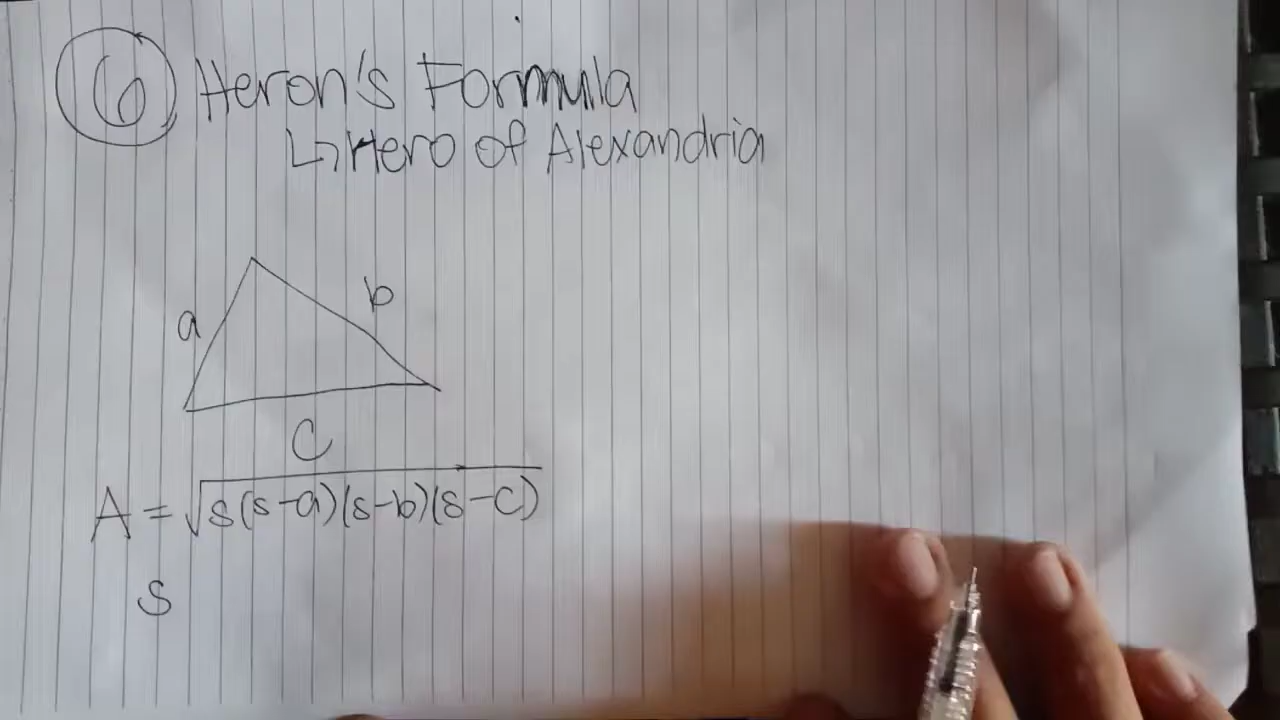 6 Heron's Formula
↳ Hero of Alexandria
a
b
C
A = √s(s-a)(s-b)(s-c)
s